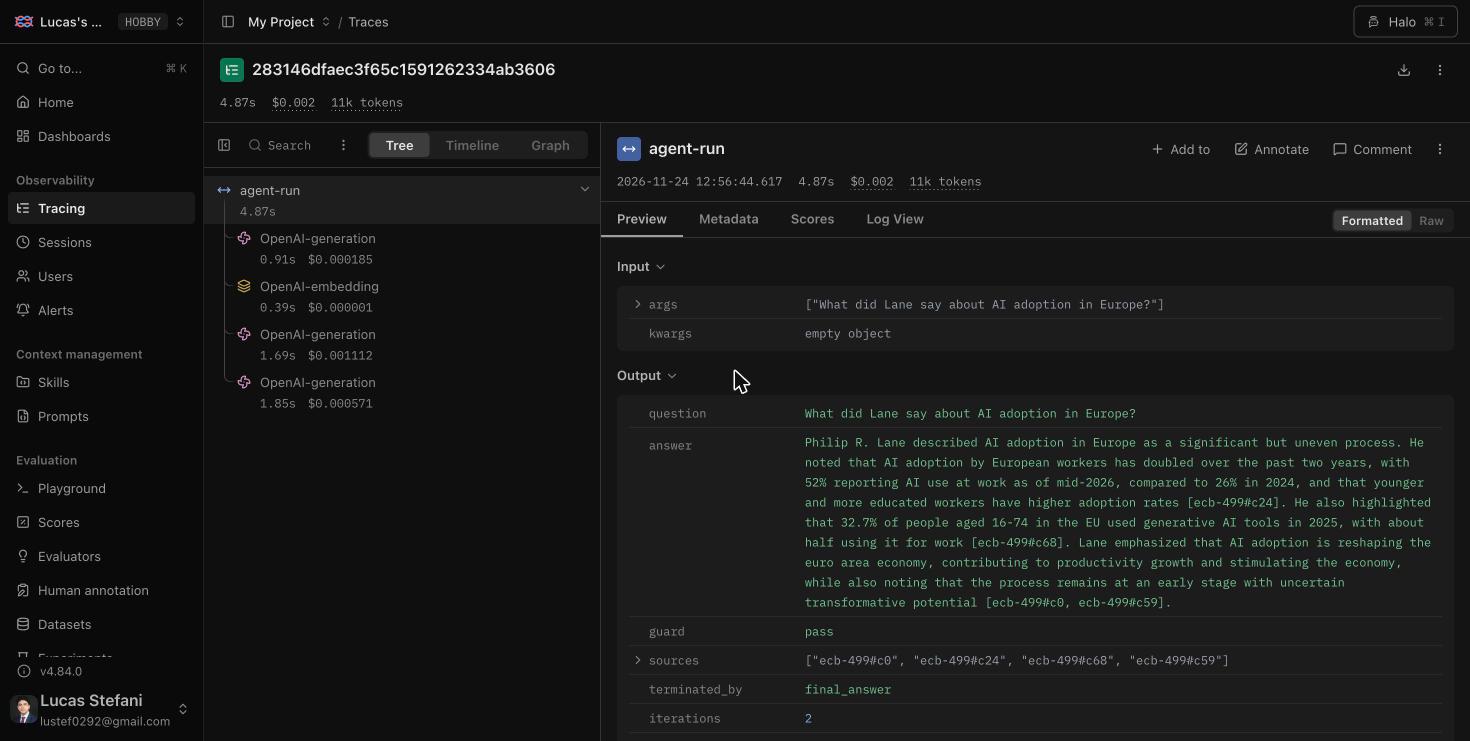 Lucas's ...
HOBBY
My Project / Traces
Halo ⌘ I
Go to... ⌘ K
Home
Dashboards
Observability
Tracing
Sessions
Users
Alerts
Context management
Skills
Prompts
Evaluation
Playground
Scores
Evaluators
Human annotation
Datasets
v4.84.0
Lucas Stefani
lustef0292@gmail.com
283146dfaec3f65c1591262334ab3606
4.87s $0.002 11k tokens
Search
Tree Timeline Graph
agent-run
4.87s
OpenAI-generation
0.91s $0.000185
OpenAI-embedding
0.39s $0.000001
OpenAI-generation
1.69s $0.001112
OpenAI-generation
1.85s $0.000571
agent-run
Add to Annotate Comment
2026-11-24 12:56:44.617 4.87s $0.002 11k tokens
Preview Metadata Scores Log View
Formatted Raw
Input
args ["What did Lane say about AI adoption in Europe?"]
kwargs empty object
Output
question What did Lane say about AI adoption in Europe?
answer Philip R. Lane described AI adoption in Europe as a significant but uneven process. He
noted that AI adoption by European workers has doubled over the past two years, with
52% reporting AI use at work as of mid-2026, compared to 26% in 2024, and that younger
and more educated workers have higher adoption rates [ecb-499#c24]. He also highlighted
that 32.7% of people aged 16-74 in the EU used generative AI tools in 2025, with about
half using it for work [ecb-499#c68]. Lane emphasized that AI adoption is reshaping the
euro area economy, contributing to productivity growth and stimulating the economy,
while also noting that the process remains at an early stage with uncertain
transformative potential [ecb-499#c0, ecb-499#c59].
guard pass
sources ["ecb-499#c0", "ecb-499#c24", "ecb-499#c68", "ecb-499#c59"]
terminated_by final_answer
iterations 2